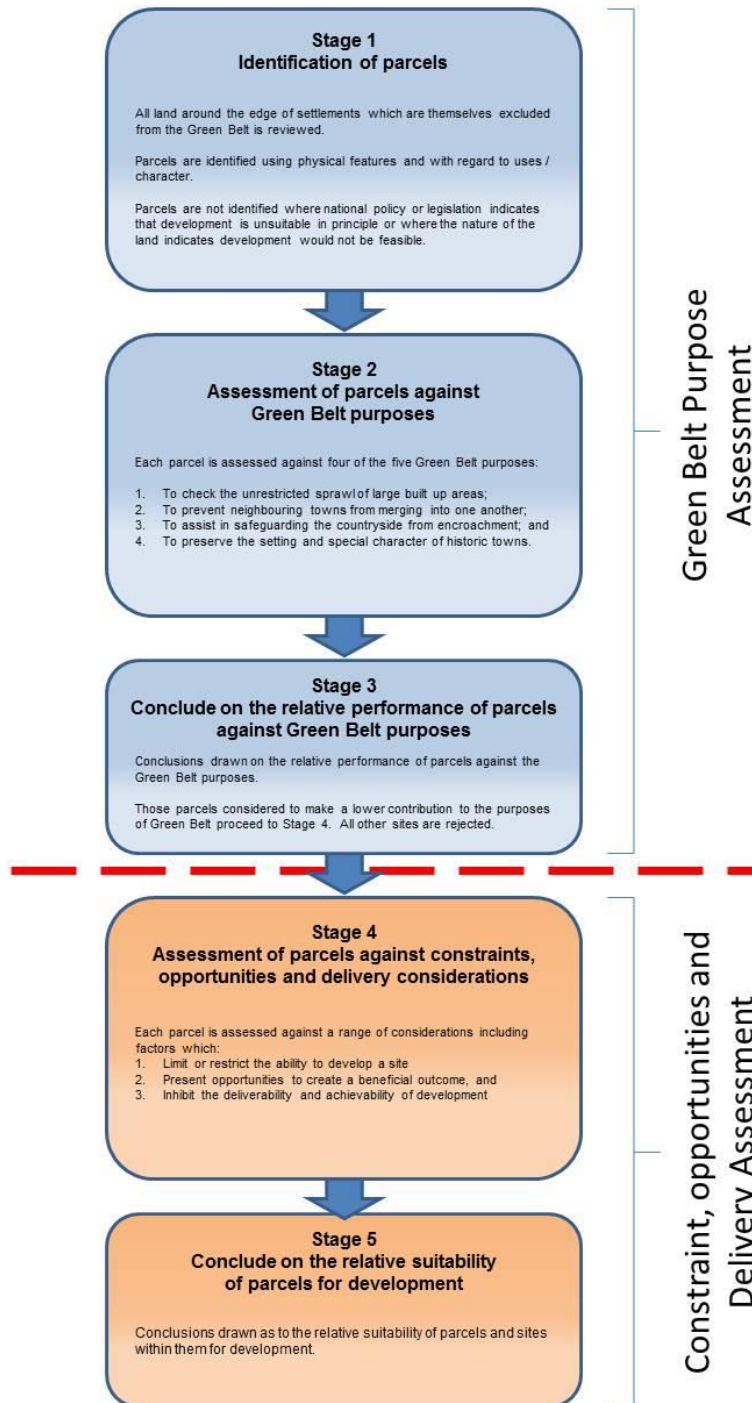 Stage 1
Identification of parcels
All land around the edge of settlements which are themselves excluded
from the Green Belt is reviewed.
Parcels are identified using physical features and with regard to uses /
character.
Parcels are not identified where national policy or legislation indicates
that development is unsuitable in principle or where the nature of the
land indicates development would not be feasible.
Stage 2
Assessment of parcels against
Green Belt purposes
Each parcel is assessed against four of the five Green Belt purposes:
1. To check the unrestricted sprawl of large built up areas;
2. To prevent neighbouring towns from merging into one another;
3. To assist in safeguarding the countryside from encroachment; and
4. To preserve the setting and special character of historic towns.
Stage 3
Conclude on the relative performance of parcels
against Green Belt purposes
Conclusions drawn on the relative performance of parcels against the
Green Belt purposes.
Those parcels considered to make a lower contribution to the purposes
of Green Belt proceed to Stage 4. All other sites are rejected.
Green Belt Purpose
Assessment
Stage 4
Assessment of parcels against constraints,
opportunities and delivery considerations
Each parcel is assessed against a range of considerations including
factors which:
1. Limit or restrict the ability to develop a site
2. Present opportunities to create a beneficial outcome, and
3. Inhibit the deliverability and achievability of development
Stage 5
Conclude on the relative suitability
of parcels for development
Conclusions drawn as to the relative suitability of parcels and sites
within them for development.
Constraint, opportunities and
Delivery Assessment